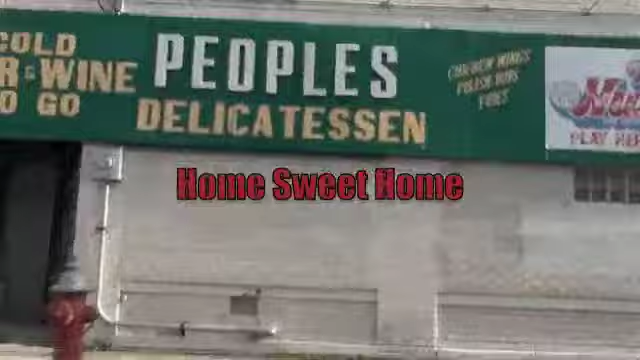 COLD
R & WINE
O GO
PEOPLES
DELICATESSEN
CHICKEN WINGS
POLISH BOYS
FRIES
PLAY HERE
Home Sweet Home